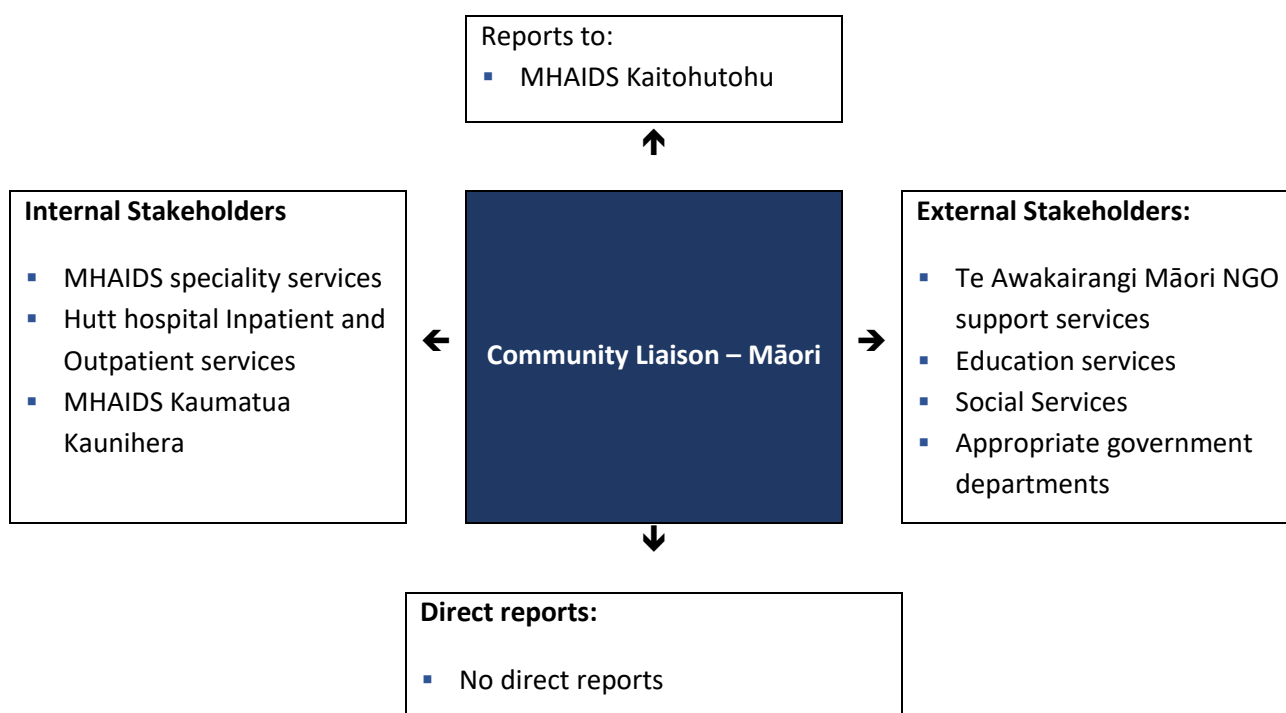 Reports to:
▪ MHAIDS Kaitohutohu
Internal Stakeholders
▪ MHAIDS speciality services
▪ Hutt hospital Inpatient and
Outpatient services
▪ MHAIDS Kaumatua
Kaunihera
Community Liaison – Māori
External Stakeholders:
▪ Te Awakairangi Māori NGO
support services
▪ Education services
▪ Social Services
▪ Appropriate government
departments
Direct reports:
▪ No direct reports